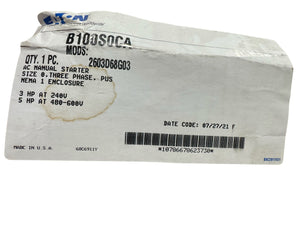 EATON
B100S0CA
MODS:
QTY. 1 PC. 2603D68G03
AC MANUAL STARTER
SIZE 0. THREE PHASE. PUS
NEMA 1 ENCLOSURE
3 HP AT 240V
5 HP AT 480-600V
DATE CODE: 07/27/21 F
MADE IN U.S.A.
*10786678623730*